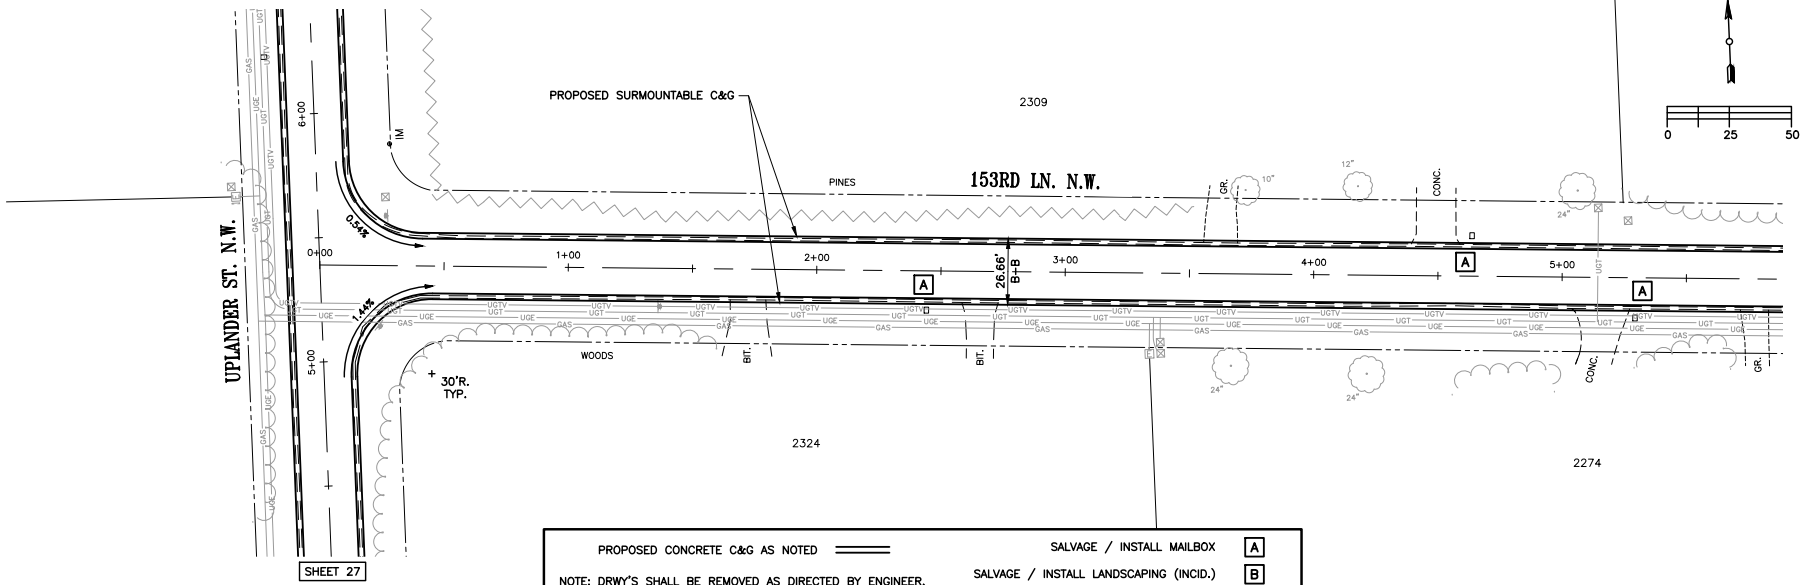 PROPOSED SURMOUNTABLE C&G
2309
IM
6+00
PINES
153RD LN. N.W.
GR.
10"
12"
CONC.
24"
0 25 50
UPLANDER ST. N.W.
0.54%
0+00
1+00
2+00
3+00
4+00
5+00
A
A
A
26.66'
B-B
1.44%
UGTV
UGE
UGT
GAS
5+00
WOODS
BIT.
BIT.
24"
24"
CONC.
GR.
30'R.
TYP.
2324
2274
SHEET 27
PROPOSED CONCRETE C&G AS NOTED
SALVAGE / INSTALL MAILBOX A
NOTE: DRWY'S SHALL BE REMOVED AS DIRECTED BY ENGINEER.
SALVAGE / INSTALL LANDSCAPING (INCID.) B